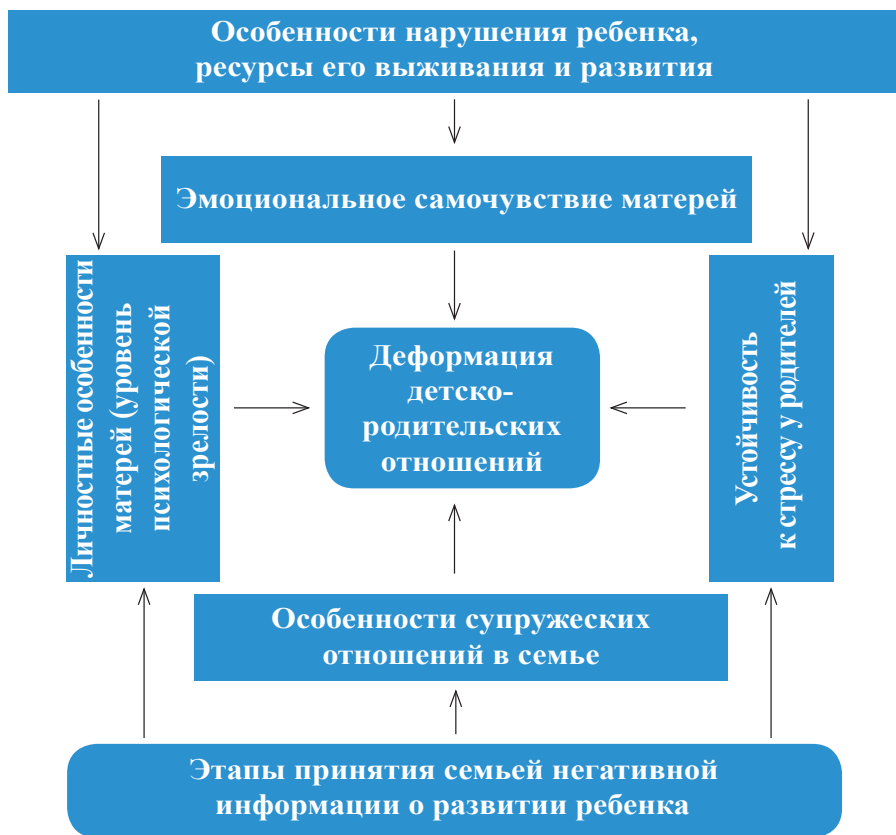 Особенности нарушения ребенка,
ресурсы его выживания и развития
Эмоциональное самочувствие матерей
Личностные особенности
матерей (уровень
психологической
зрелости)
Деформация
детско-
родительских
отношений
Устойчивость
к стрессу у родителей
Особенности супружеских
отношений в семье
Этапы принятия семьей негативной
информации о развитии ребенка